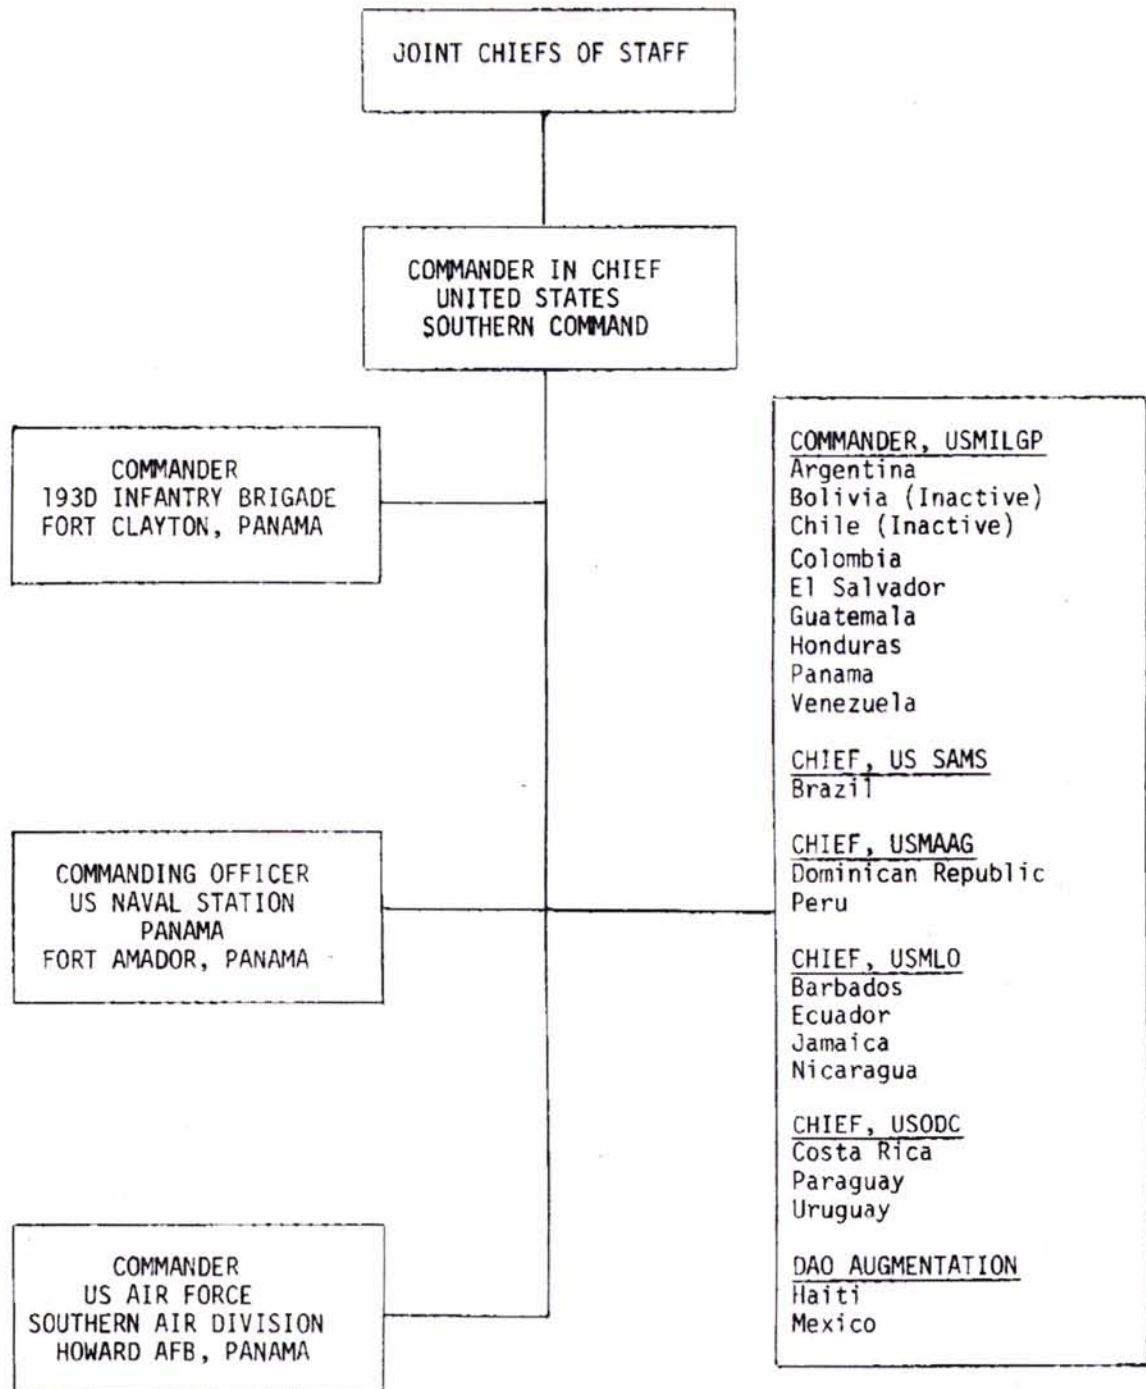 JOINT CHIEFS OF STAFF
COMMANDER IN CHIEF
UNITED STATES
SOUTHERN COMMAND
COMMANDER
193D INFANTRY BRIGADE
FORT CLAYTON, PANAMA
COMMANDING OFFICER
US NAVAL STATION
PANAMA
FORT AMADOR, PANAMA
COMMANDER
US AIR FORCE
SOUTHERN AIR DIVISION
HOWARD AFB, PANAMA
COMMANDER, USMILGP
Argentina
Bolivia (Inactive)
Chile (Inactive)
Colombia
El Salvador
Guatemala
Honduras
Panama
Venezuela
CHIEF, US SAMS
Brazil
CHIEF, USMAAG
Dominican Republic
Peru
CHIEF, USMLO
Barbados
Ecuador
Jamaica
Nicaragua
CHIEF, USODC
Costa Rica
Paraguay
Uruguay
DAO AUGMENTATION
Haiti
Mexico